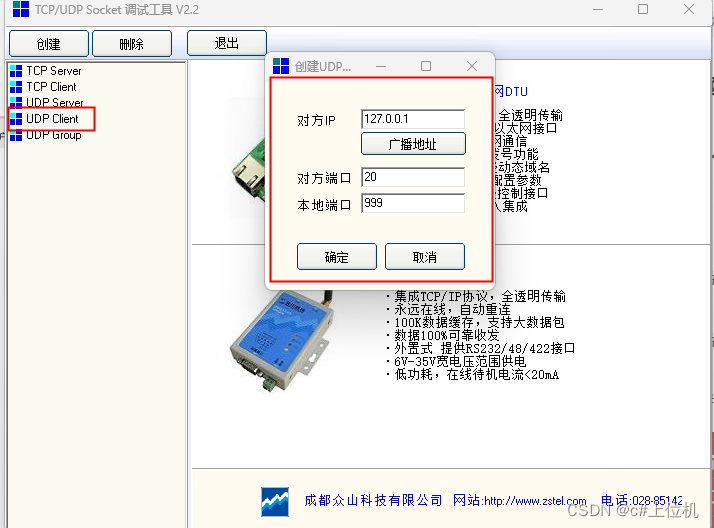 TCP/UDP Socket 调试工具 V2.2
创建
删除
退出
TCP Server
TCP Client
UDP Server
UDP Client
UDP Group
创建UDP...
对方IP
127.0.0.1
广播地址
对方端口
20
本地端口
999
确定
取消
网DTU
全透明传输
以太网接口
网通信
拨号功能
动态域名
配置参数
控制接口
入集成
·集成TCP/IP协议，全透明传输
·永远在线，自动重连
·100K数据缓存，支持大数据包
·数据100%可靠收发
·外置式 提供RS232/48/422接口
·6V-35V宽电压范围供电
·低功耗，在线待机电流<20mA
成都众山科技有限公司 网站:http://www.zstel.com 电话:028-85142
CSDN @c#上位机